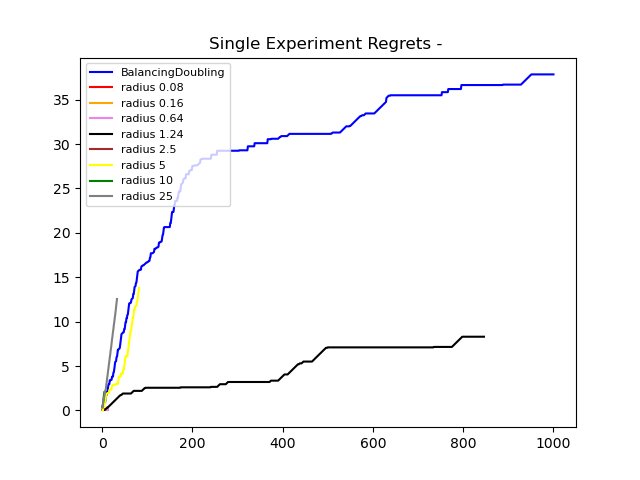 Single Experiment Regrets -
BalancingDoubling
radius 0.08
radius 0.16
radius 0.64
radius 1.24
radius 2.5
radius 5
radius 10
radius 25
35
30
25
20
15
10
5
0
0 200 400 600 800 1000